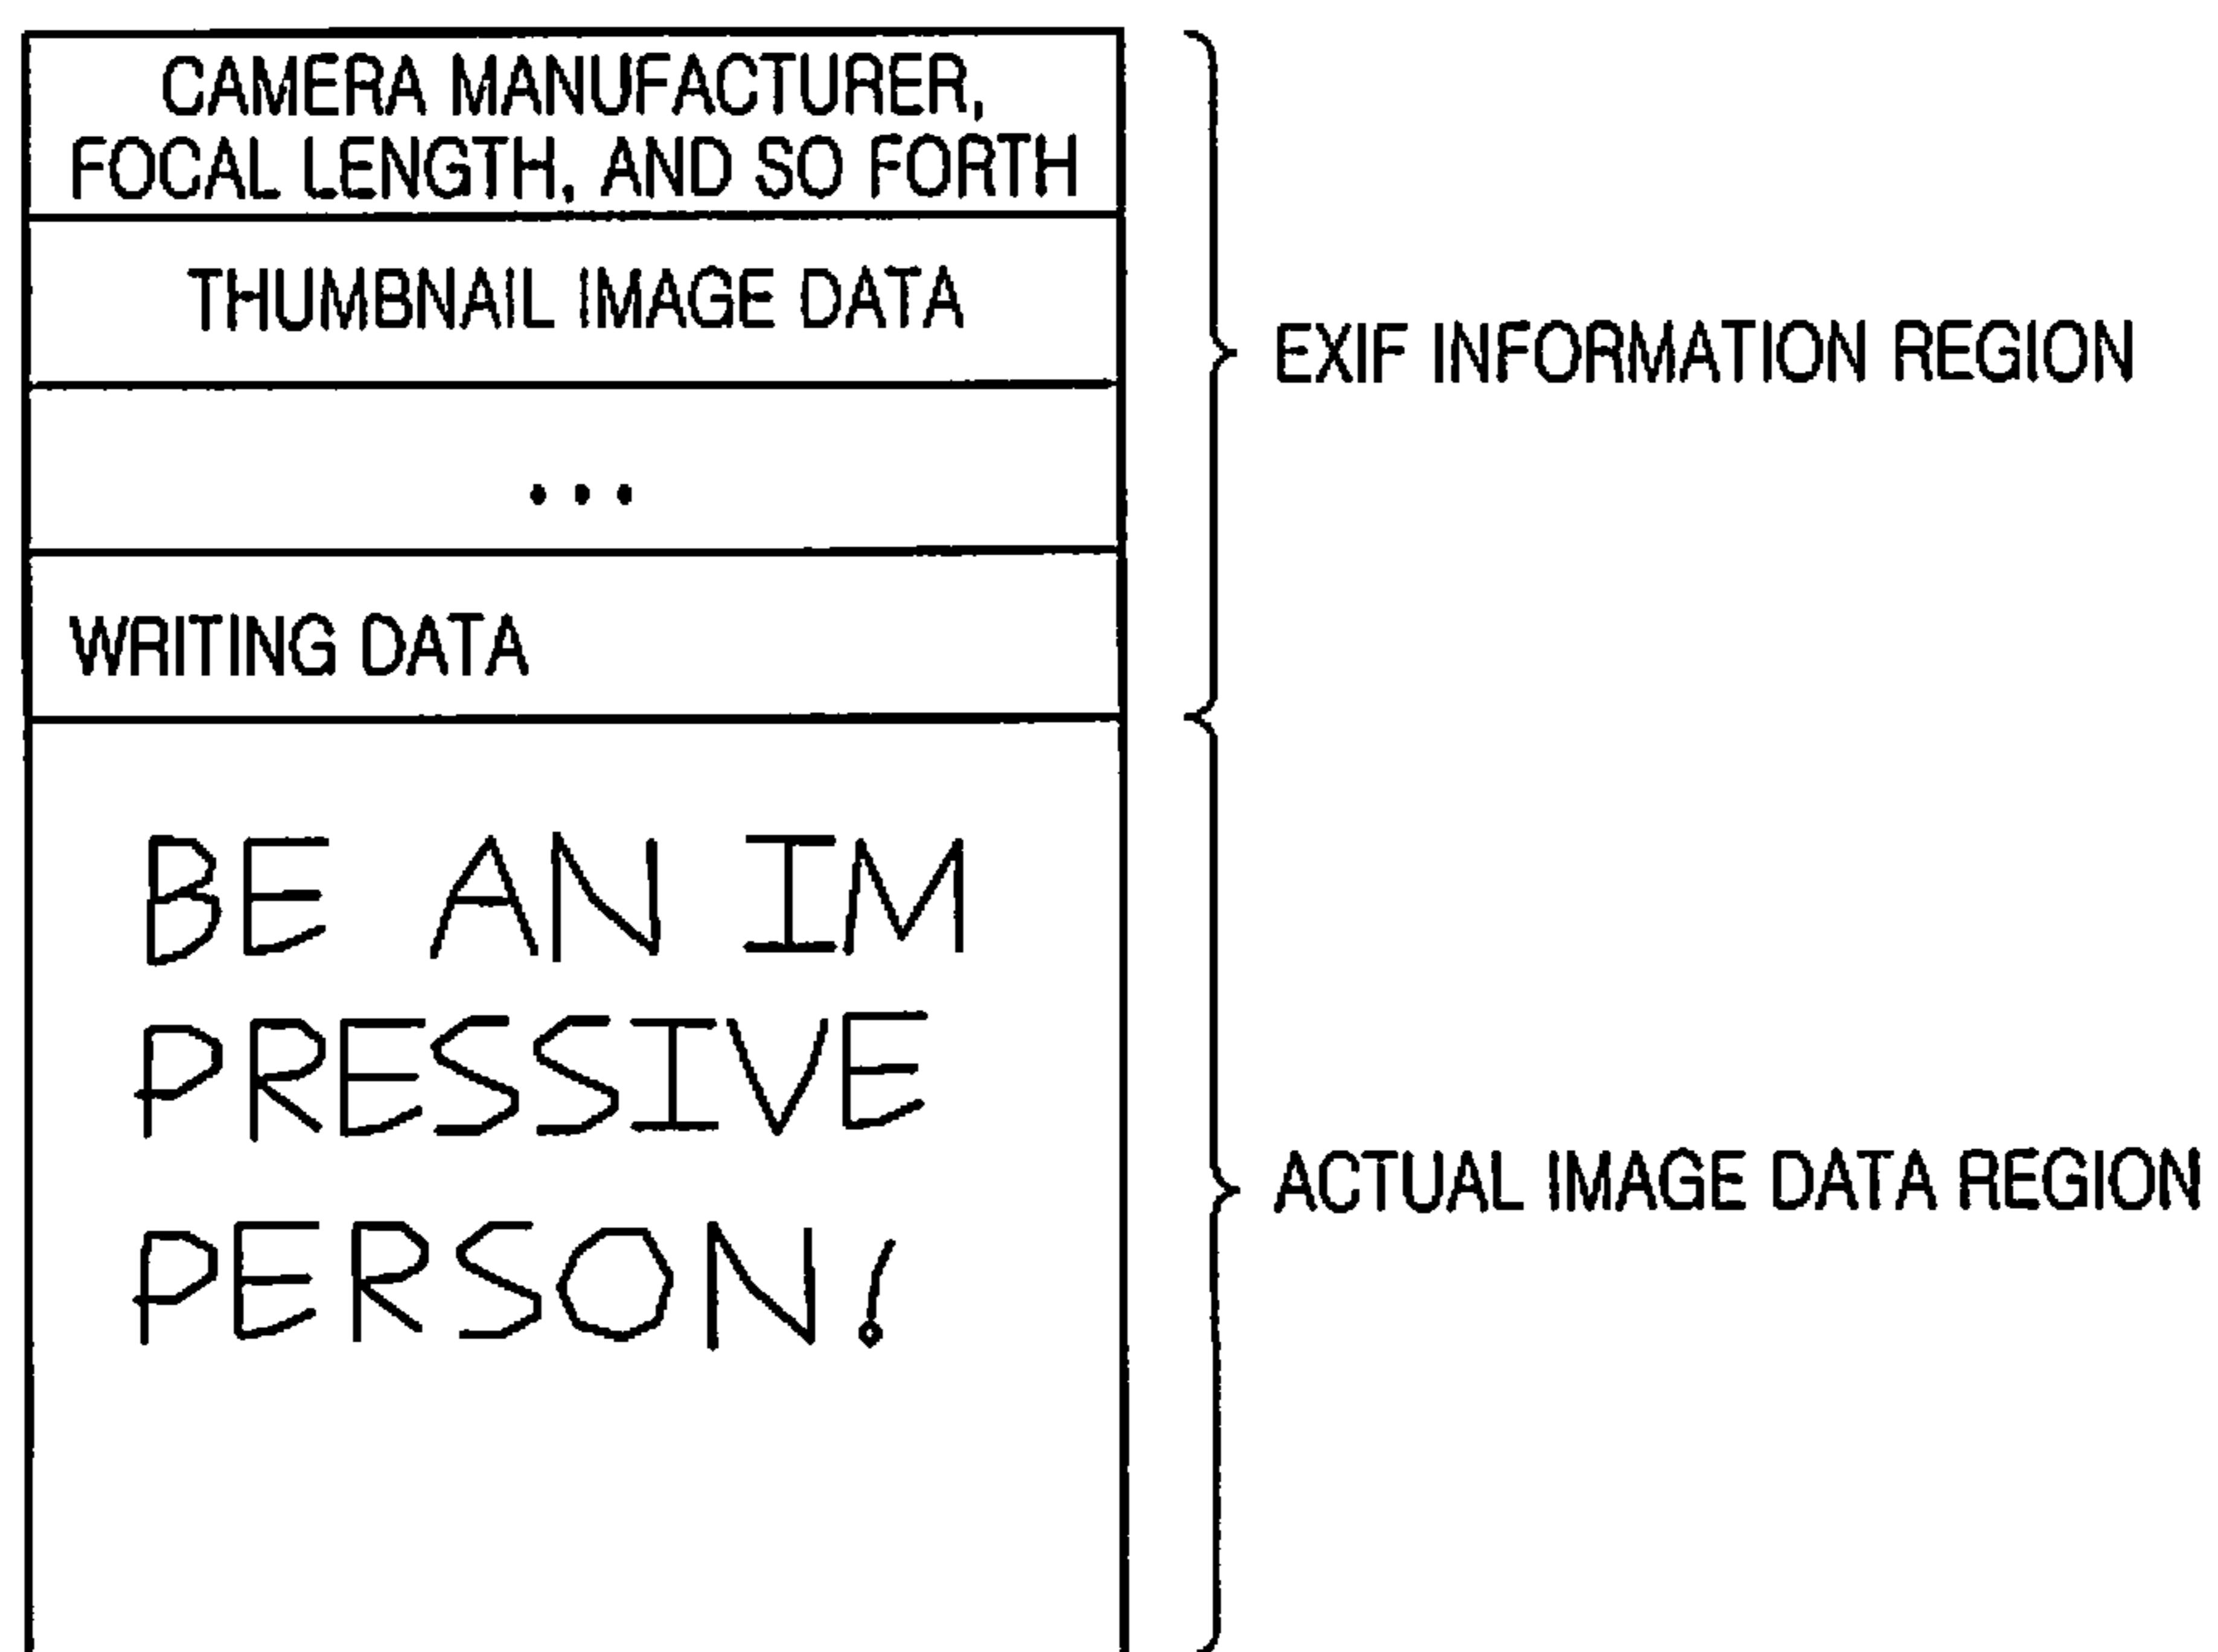 CAMERA MANUFACTURER,
FOCAL LENGTH, AND SO FORTH
THUMBNAIL IMAGE DATA
...
WRITING DATA
EXIF INFORMATION REGION
BE AN IM
PRESSIVE
PERSON!
ACTUAL IMAGE DATA REGION